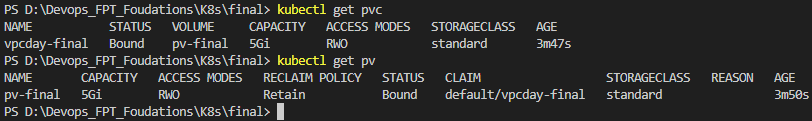 PS D:\Devops_FPT_Foudations\K8s\final> kubectl get pvc
NAME STATUS VOLUME CAPACITY ACCESS MODES STORAGECLASS AGE
vpcday-final Bound pv-final 5Gi RWO standard 3m47s
PS D:\Devops_FPT_Foudations\K8s\final> kubectl get pv
NAME CAPACITY ACCESS MODES RECLAIM POLICY STATUS CLAIM STORAGECLASS REASON AGE
pv-final 5Gi RWO Retain Bound default/vpcday-final standard 3m50s
PS D:\Devops_FPT_Foudations\K8s\final>